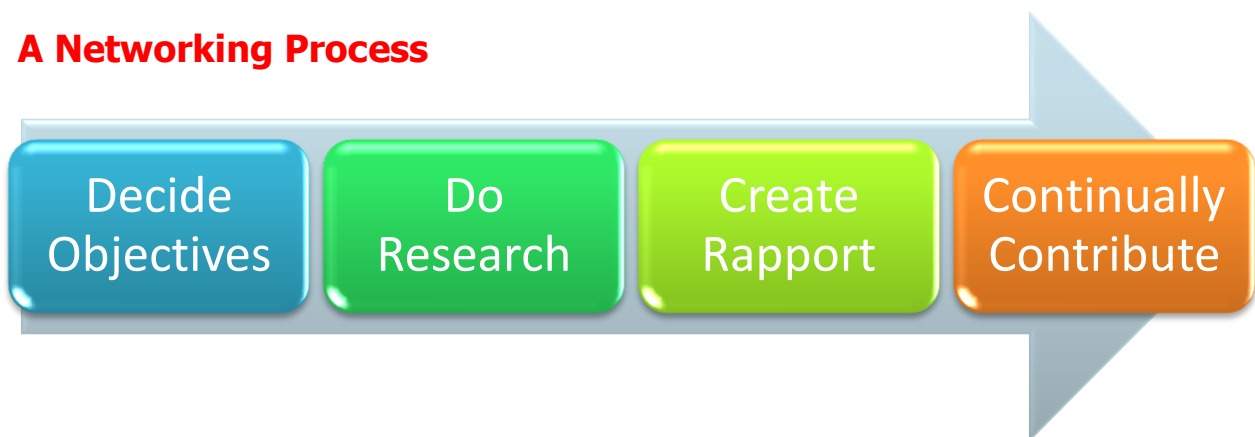 A Networking Process
Decide
Objectives
Do
Research
Create
Rapport
Continually
Contribute